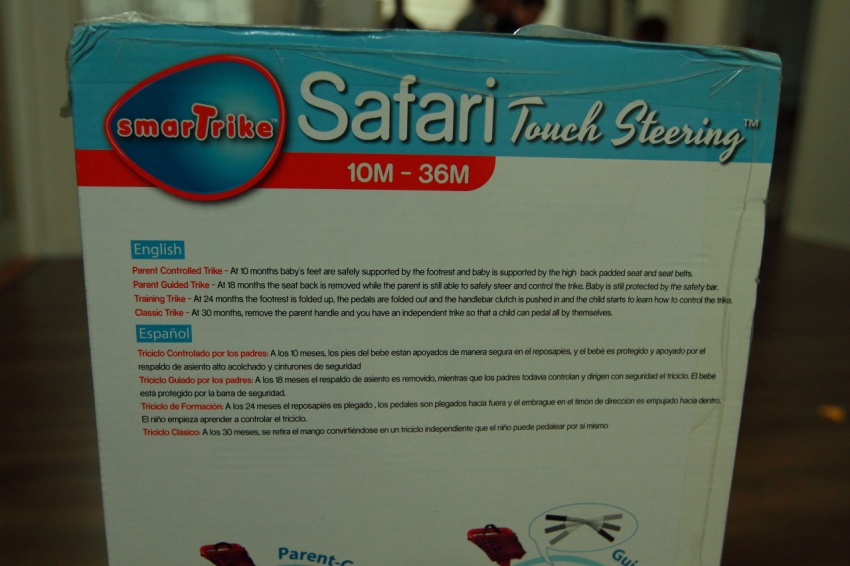 smarTrike™ Safari Touch Steering™
10M - 36M
English
Parent Controlled Trike - At 10 months baby's feet are safely supported by the footrest and baby is supported by the high back padded seat and seat belts.
Parent Guided Trike - At 18 months the seat back is removed while the parent is still able to safely steer and control the trike. Baby is still protected by the safety bar.
Training Trike - At 24 months the footrest is folded up, the pedals are folded out and the handlebar clutch is pushed in and the child starts to learn how to control the trike.
Classic Trike - At 30 months, remove the parent handle and you have an independent trike so that a child can pedal all by themselves.
Español
Triciclo Controlado por los padres: A los 10 meses, los pies del bebé están apoyados de manera segura en el reposapiés, y el bebé es protegido y apoyado por el
respaldo de asiento alto acolchado y cinturones de seguridad
Triciclo Guiado por los padres: A los 18 meses el respaldo de asiento es removido, mientras que los padres todavía controlan y dirigen con seguridad el triciclo. El bebé
está protegido por la barra de seguridad.
Triciclo de Formación: A los 24 meses el reposapiés es plegado , los pedales son plegados hacia fuera y el embrague en el timón de dirección es empujado hacia dentro.
El niño empieza aprender a controlar el triciclo.
Triciclo Clásico: A los 30 meses, se retira el mango convirtiéndose en un triciclo independiente que el niño puede pedalear por si mismo
Parent-C
Gui